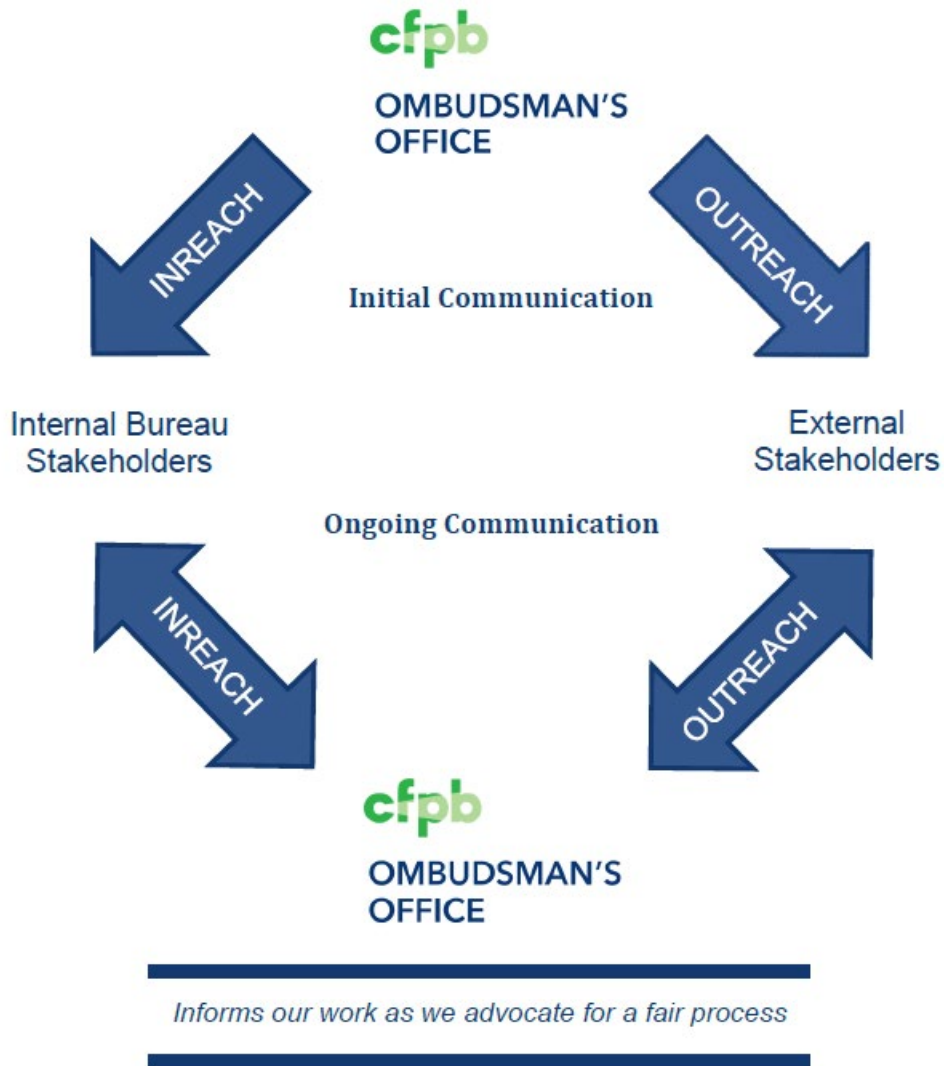 cfpb
OMBUDSMAN'S
OFFICE
INREACH
OUTREACH
Initial Communication
Internal Bureau
Stakeholders
External
Stakeholders
Ongoing Communication
INREACH
OUTREACH
cfpb
OMBUDSMAN'S
OFFICE
Informs our work as we advocate for a fair process